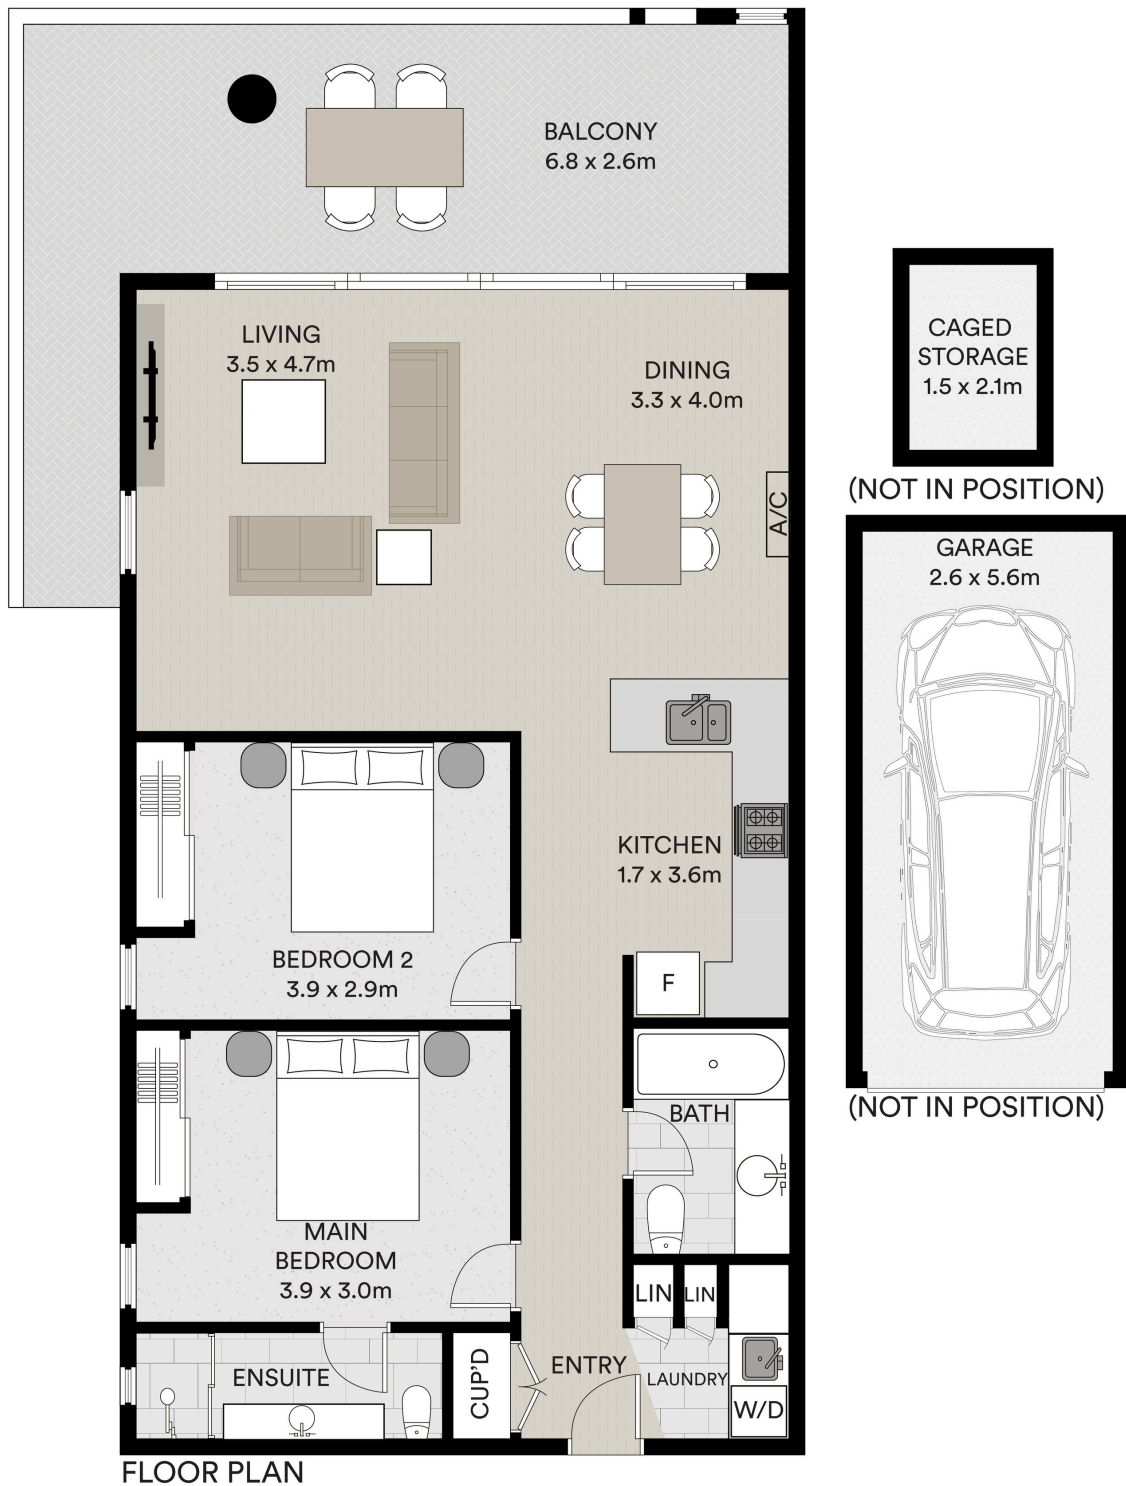 BALCONY
6.8 x 2.6m
LIVING
3.5 x 4.7m
DINING
3.3 x 4.0m
A/C
CAGED
STORAGE
1.5 x 2.1m
(NOT IN POSITION)
GARAGE
2.6 x 5.6m
(NOT IN POSITION)
KITCHEN
1.7 x 3.6m
F
BEDROOM 2
3.9 x 2.9m
BATH
MAIN
BEDROOM
3.9 x 3.0m
LIN
LIN
ENSUITE
CUP'D
ENTRY
LAUNDRY
W/D
FLOOR PLAN